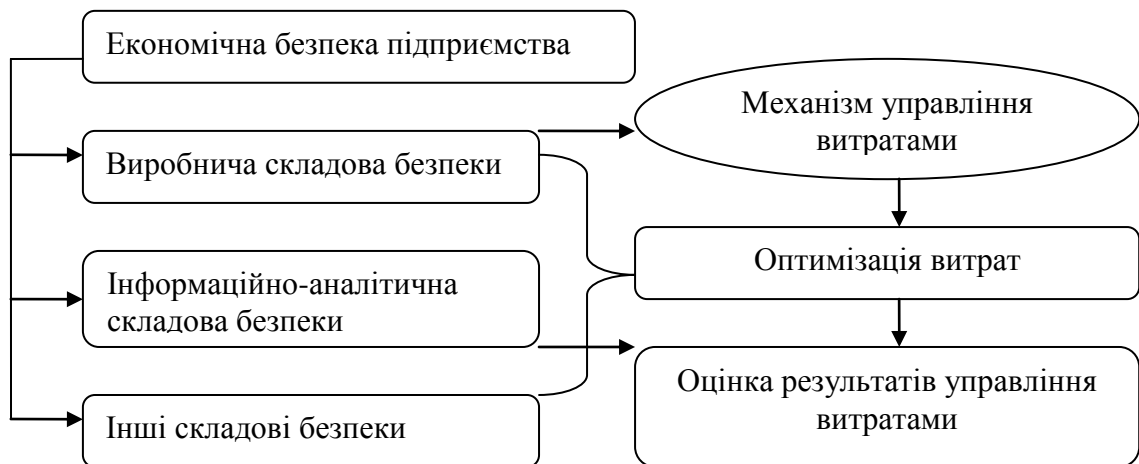 Економічна безпека підприємства
Механізм управління
витратами
Виробнича складова безпеки
Оптимізація витрат
Інформаційно-аналітична
складова безпеки
Оцінка результатів управління
витратами
Інші складові безпеки